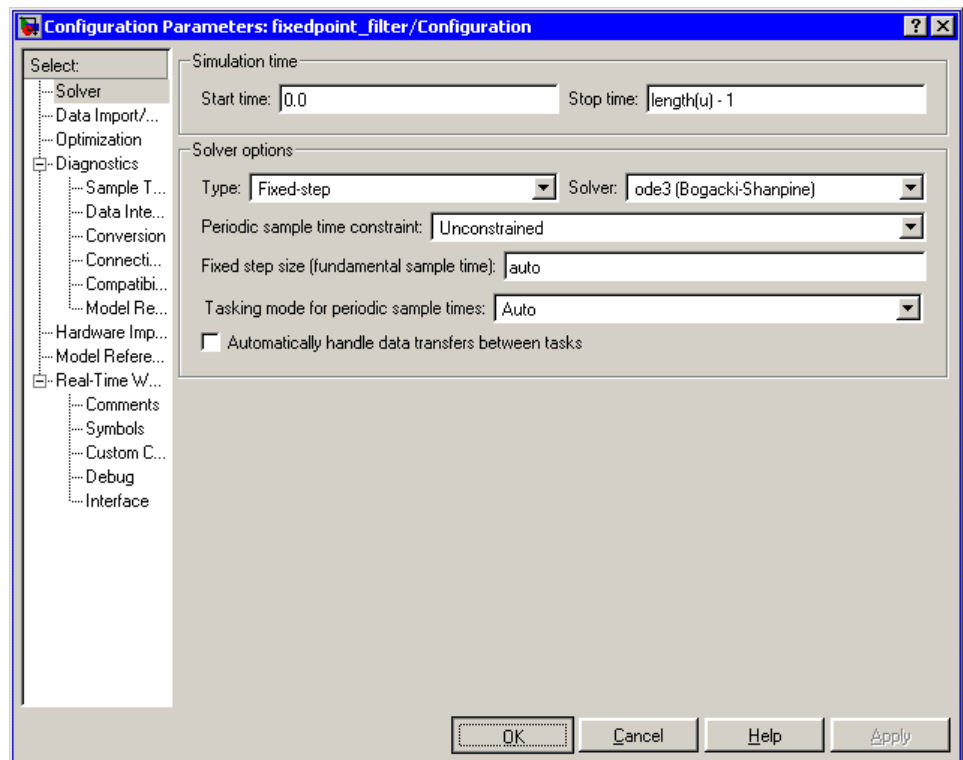 Configuration Parameters: fixedpoint_filter/Configuration
Select:
Solver
Data Import/...
Optimization
Diagnostics
Sample T...
Data Inte...
Conversion
Connecti...
Compatibi...
Model Re...
Hardware Imp...
Model Refere...
Real-Time W...
Comments
Symbols
Custom C...
Debug
Interface
Simulation time
Start time: 0.0 Stop time: length(u) - 1
Solver options
Type: Fixed-step Solver: ode3 (Bogacki-Shanpine)
Periodic sample time constraint: Unconstrained
Fixed step size (fundamental sample time): auto
Tasking mode for periodic sample times: Auto
Automatically handle data transfers between tasks
OK Cancel Help Apply